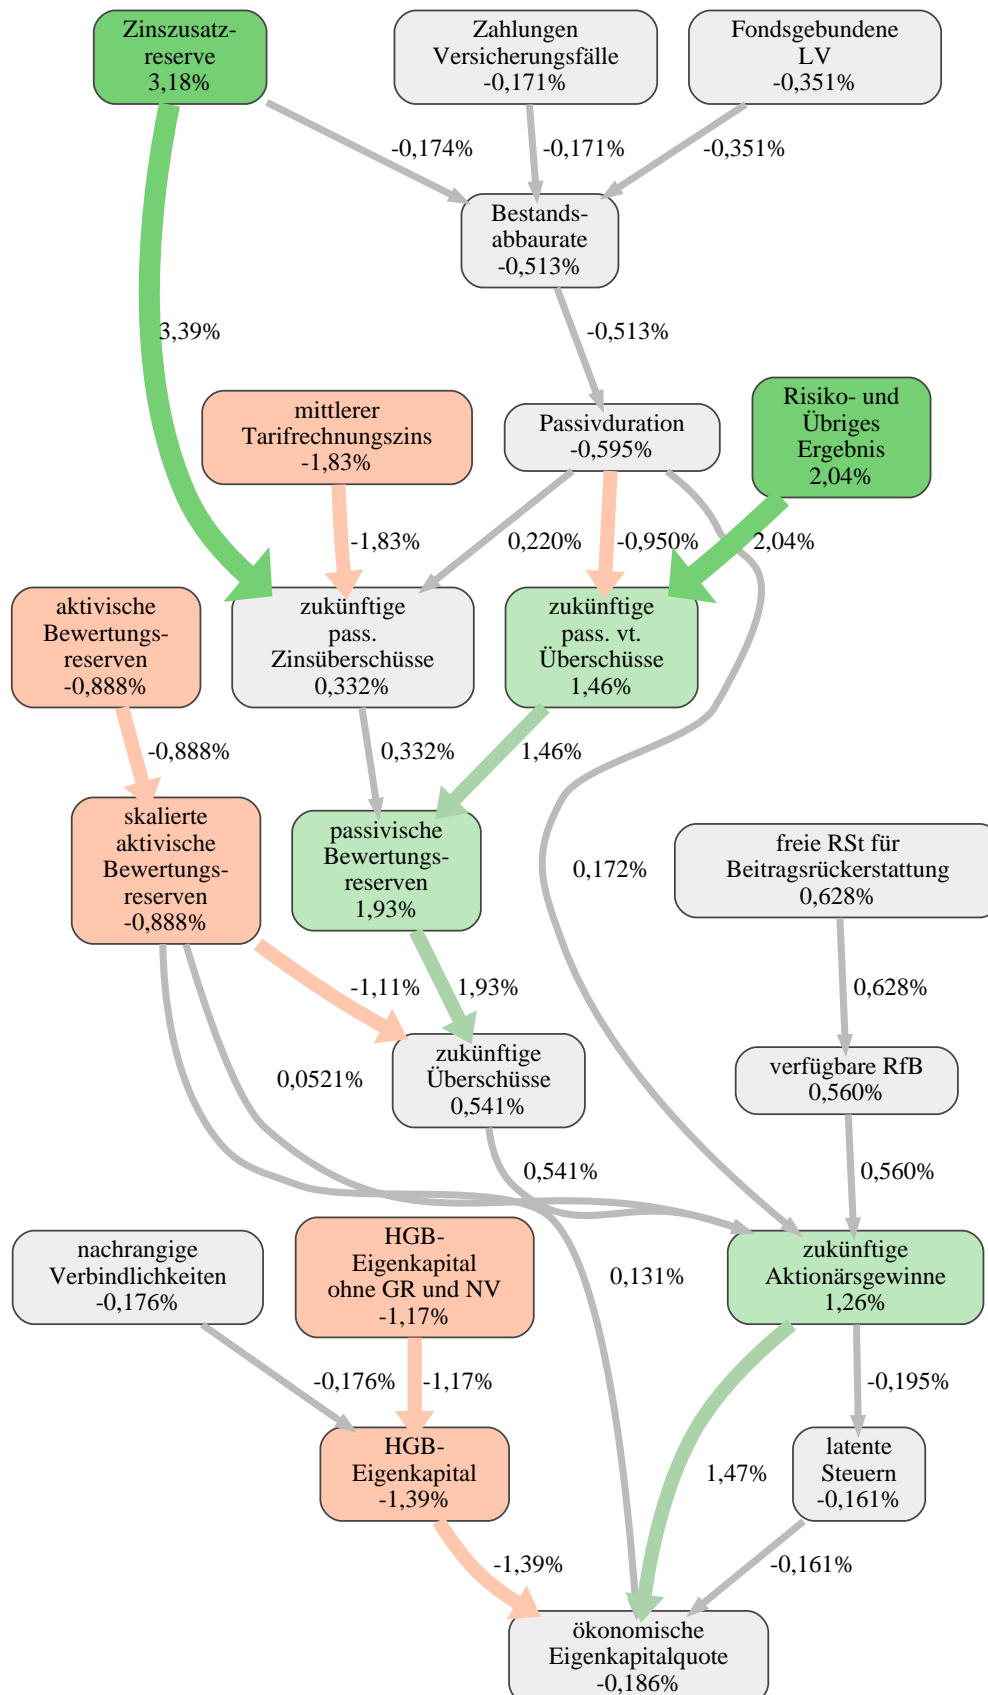 Zinszusatz-
reserve
3,18%
Zahlungen
Versicherungsfälle
-0,171%
Fondsgebundene
LV
-0,351%
-0,174%
-0,171%
-0,351%
Bestands-
abbaurate
-0,513%
3,39%
-0,513%
mittlerer
Tarifrechnungszins
-1,83%
Passivduration
-0,595%
Risiko- und
Übriges
Ergebnis
2,04%
-1,83%
0,220%
-0,950%
2,04%
aktivische
Bewertungs-
reserven
-0,888%
zukünftige
pass.
Zinsüberschüsse
0,332%
zukünftige
pass. vt.
Überschüsse
1,46%
-0,888%
0,332%
1,46%
skalierte
aktivische
Bewertungs-
reserven
-0,888%
passivische
Bewertungs-
reserven
1,93%
0,172%
freie RSt für
Beitragsrückerstattung
0,628%
-1,11%
1,93%
0,628%
0,0521%
zukünftige
Überschüsse
0,541%
verfügbare RfB
0,560%
0,541%
0,560%
nachrangige
Verbindlichkeiten
-0,176%
HGB-
Eigenkapital
ohne GR und NV
-1,17%
0,131%
zukünftige
Aktionärsgewinne
1,26%
-0,176%
-1,17%
-0,195%
HGB-
Eigenkapital
-1,39%
1,47%
latente
Steuern
-0,161%
-1,39%
-0,161%
ökonomische
Eigenkapitalquote
-0,186%